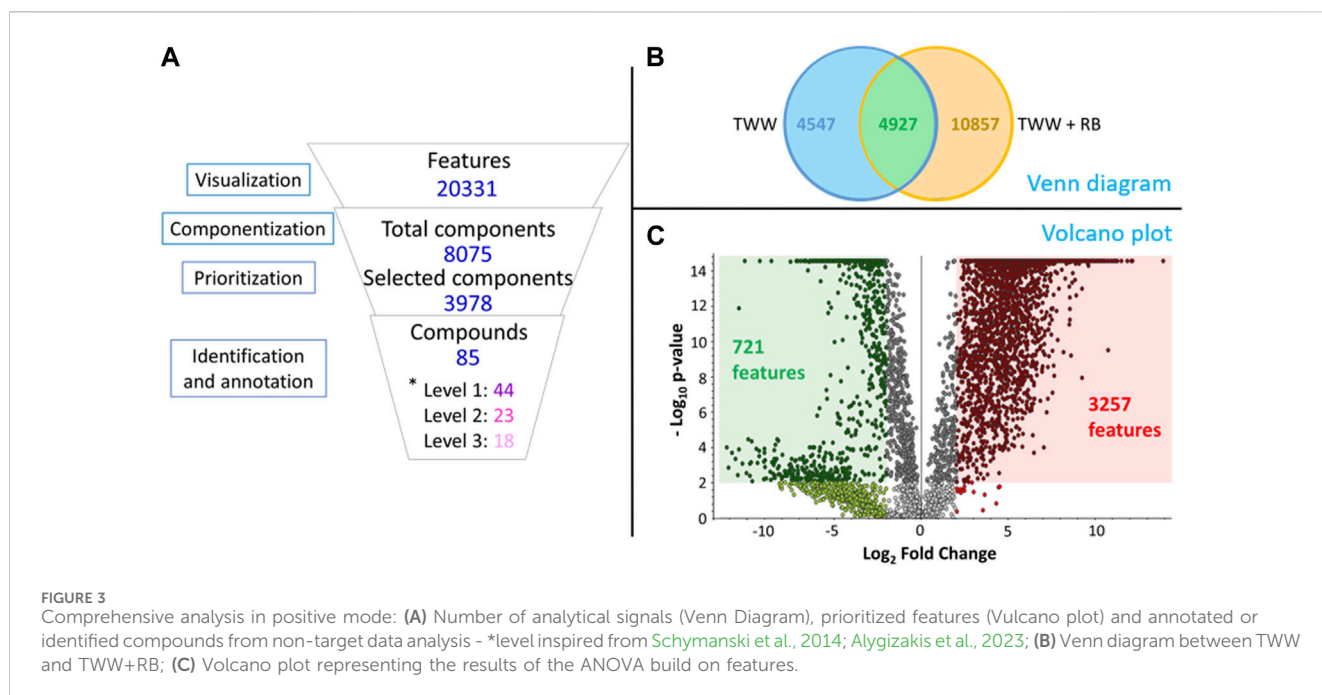 A
Visualization
Componentization
Prioritization
Identification
and annotation
Features
20331
Total components
8075
Selected components
3978
Compounds
85
* Level 1: 44
Level 2: 23
Level 3: 18
B
TWW
4547
4927
10857
TWW + RB
Venn diagram
C
Volcano plot
- Log10 p-value
14
12
10
8
6
4
2
0
721
features
3257
features
-10
-5
0
5
10
Log2 Fold Change
FIGURE 3
Comprehensive analysis in positive mode: (A) Number of analytical signals (Venn Diagram), prioritized features (Vulcano plot) and annotated or
identified compounds from non-target data analysis - *level inspired from Schymanski et al., 2014; Alygizakis et al., 2023; (B) Venn diagram between TWW
and TWW+RB; (C) Volcano plot representing the results of the ANOVA build on features.